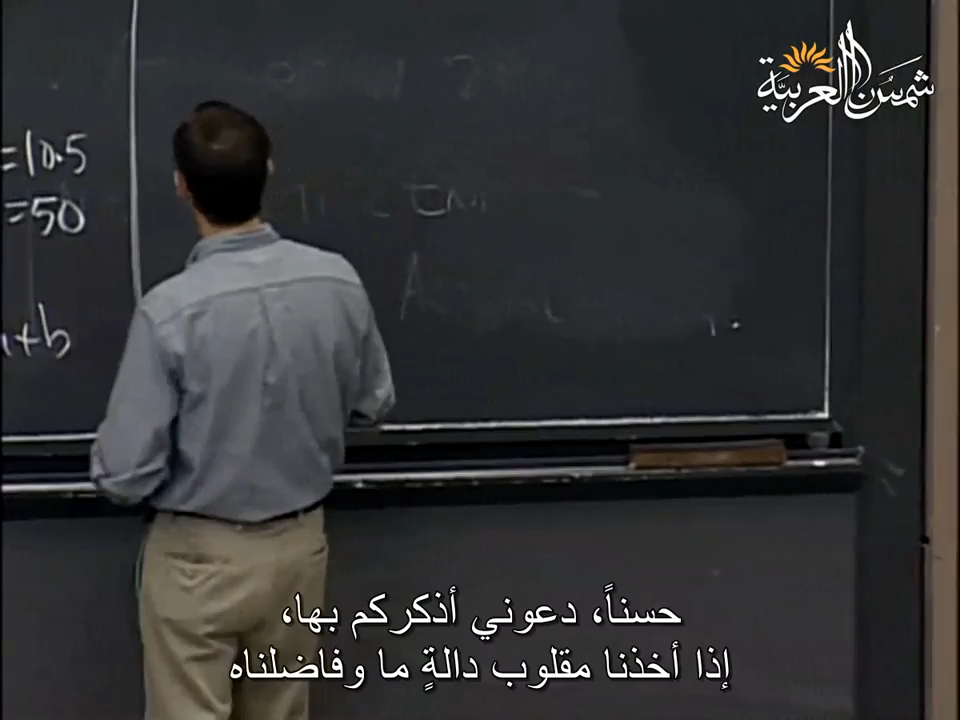 شمس العربية
=10.5
=50
+b
حسناً، دعوني أذكركم بها،
إذا أخذنا مقلوب دالةٍ ما وفاضلناه